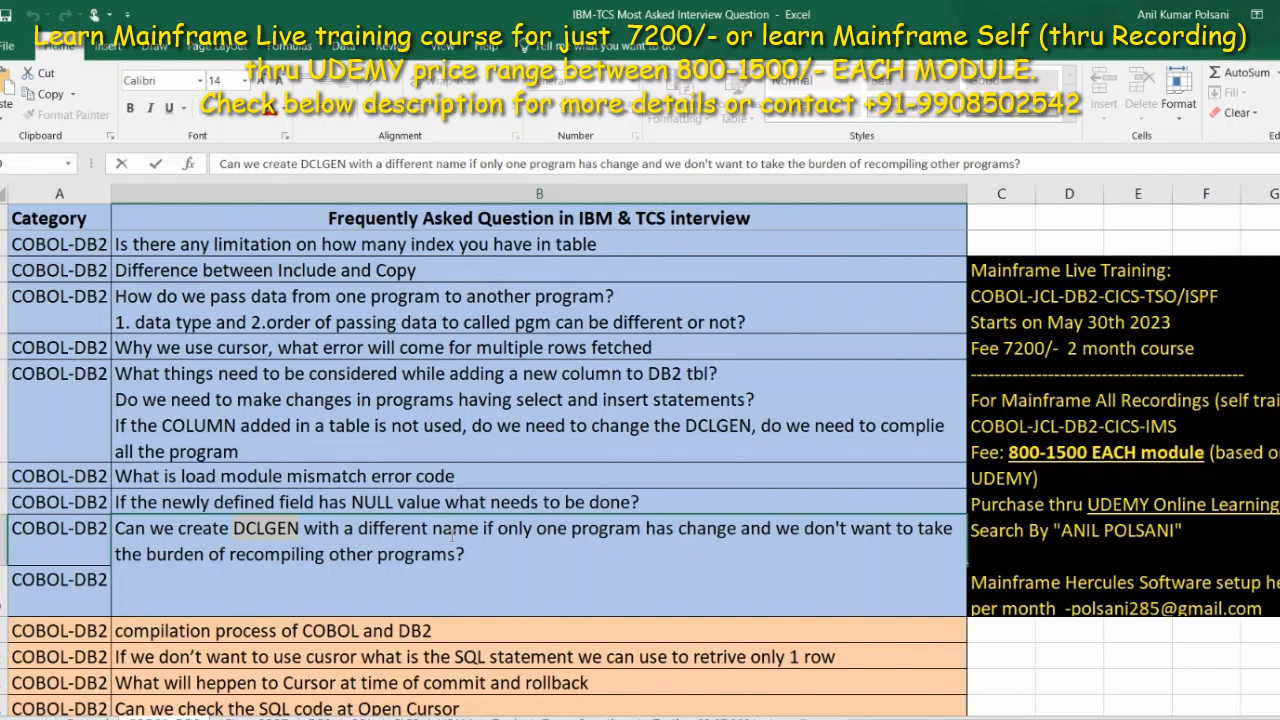 IBM-TCS Most Asked Interview Question - Excel
Anil Kumar Polsani
Learn Mainframe Live training course for just 7200/- or learn Mainframe Self (thru Recording)
thru UDEMY price range between 800-1500/- EACH MODULE.
Check below description for more details or contact +91-9908502542
Cut
Copy
Format Painter
Calibri
14
B I U
Insert
Delete
Format
AutoSum
Fill
Clear
Clipboard
Font
Alignment
Number
Styles
Cells
fx
Can we create DCLGEN with a different name if only one program has change and we don't want to take the burden of recompiling other programs?
A B C D E F G
Category Frequently Asked Question in IBM & TCS interview
COBOL-DB2 Is there any limitation on how many index you have in table
COBOL-DB2 Difference between Include and Copy
COBOL-DB2 How do we pass data from one program to another program?
1. data type and 2.order of passing data to called pgm can be different or not?
COBOL-DB2 Why we use cursor, what error will come for multiple rows fetched
COBOL-DB2 What things need to be considered while adding a new column to DB2 tbl?
Do we need to make changes in programs having select and insert statements?
If the COLUMN added in a table is not used, do we need to change the DCLGEN, do we need to complie
all the program
COBOL-DB2 What is load module mismatch error code
COBOL-DB2 If the newly defined field has NULL value what needs to be done?
COBOL-DB2 Can we create DCLGEN with a different name if only one program has change and we don't want to take
the burden of recompiling other programs?
COBOL-DB2
COBOL-DB2 compilation process of COBOL and DB2
COBOL-DB2 If we don’t want to use cusror what is the SQL statement we can use to retrive only 1 row
COBOL-DB2 What will heppen to Cursor at time of commit and rollback
COBOL-DB2 Can we check the SQL code at Open Cursor
Mainframe Live Training:
COBOL-JCL-DB2-CICS-TSO/ISPF
Starts on May 30th 2023
Fee 7200/- 2 month course
--------------------------------------------
For Mainframe All Recordings (self trai
COBOL-JCL-DB2-CICS-IMS
Fee: 800-1500 EACH module (based o
UDEMY)
Purchase thru UDEMY Online Learning
Search By "ANIL POLSANI"
Mainframe Hercules Software setup he
per month -polsani285@gmail.com